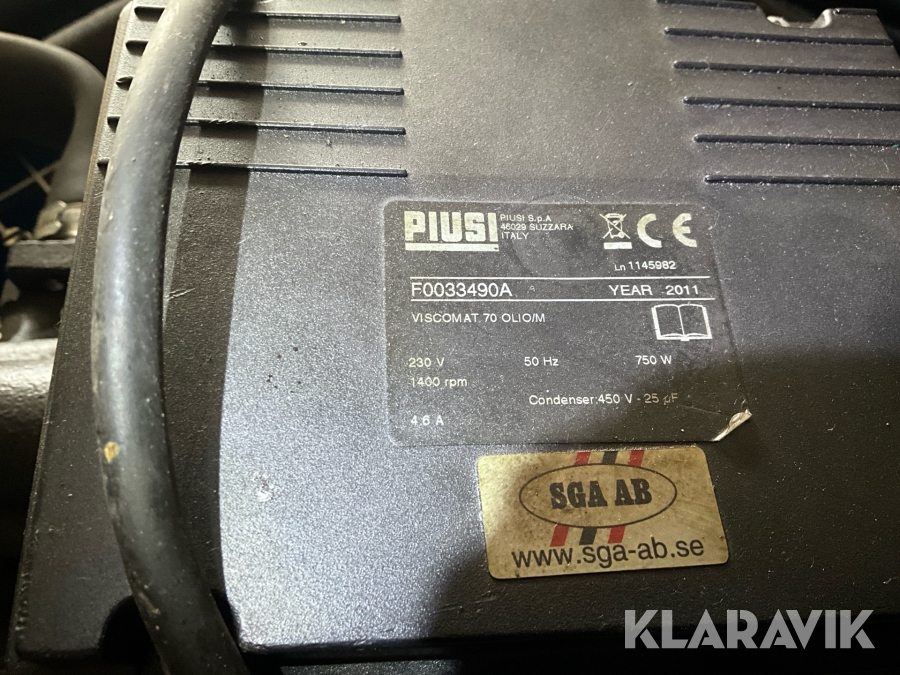 PIUSI
PIUSI S.p.A
46029 SUZZARA
ITALY
CE
Ln 1145982
F0033490A YEAR 2011
VISCOMAT 70 OLIO/M
230 V 50 Hz 750 W
1400 rpm
Condenser:450 V - 25 µF
4.6 A
SGA AB
www.sga-ab.se
KLARAVIK